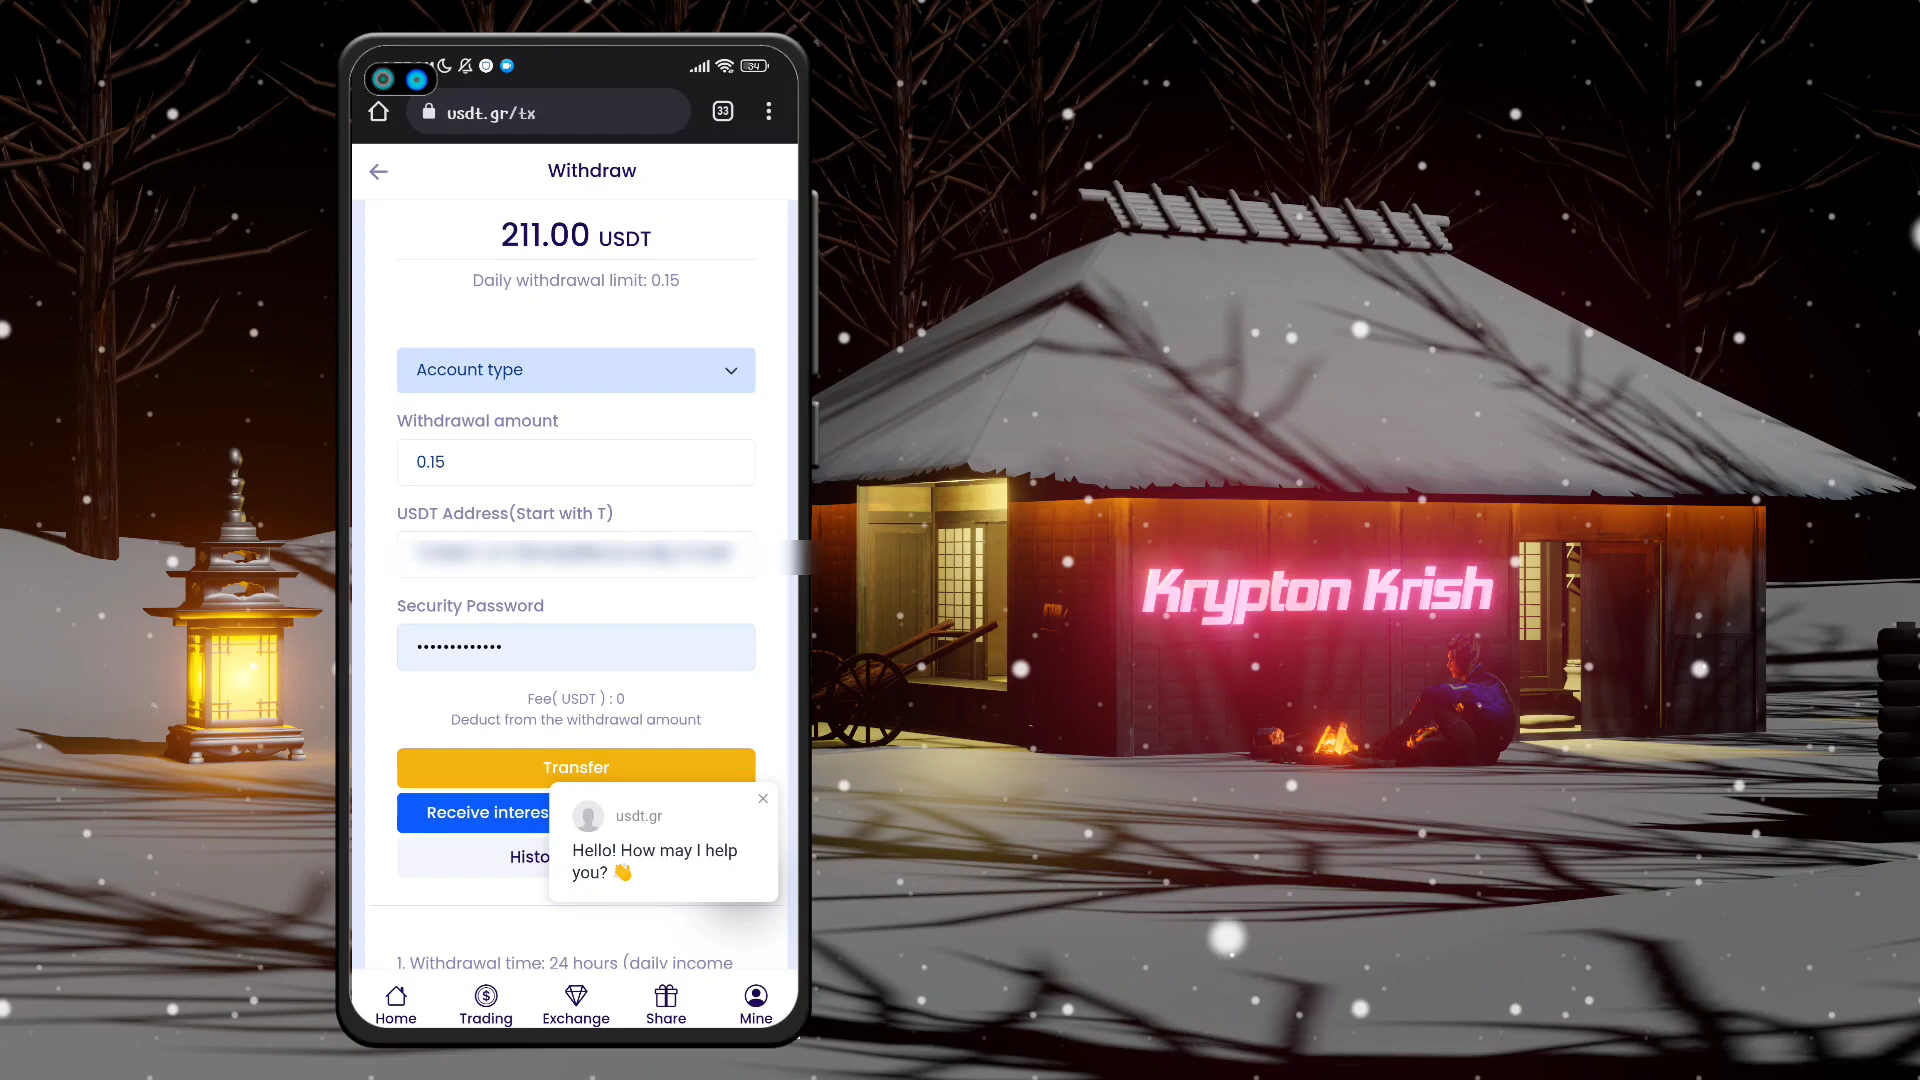 34
usdt.gr/tx
33
Withdraw
211.00 USDT
Daily withdrawal limit: 0.15
Account type
Withdrawal amount
0.15
USDT Address(Start with T)
Security Password
•••••••••••••
Fee( USDT ) : 0
Deduct from the withdrawal amount
Transfer
Receive interes
Histo
usdt.gr
Hello! How may I help
you? 👋
1. Withdrawal time: 24 hours (daily income
Home
Trading
Exchange
Share
Mine
Krypton Krish